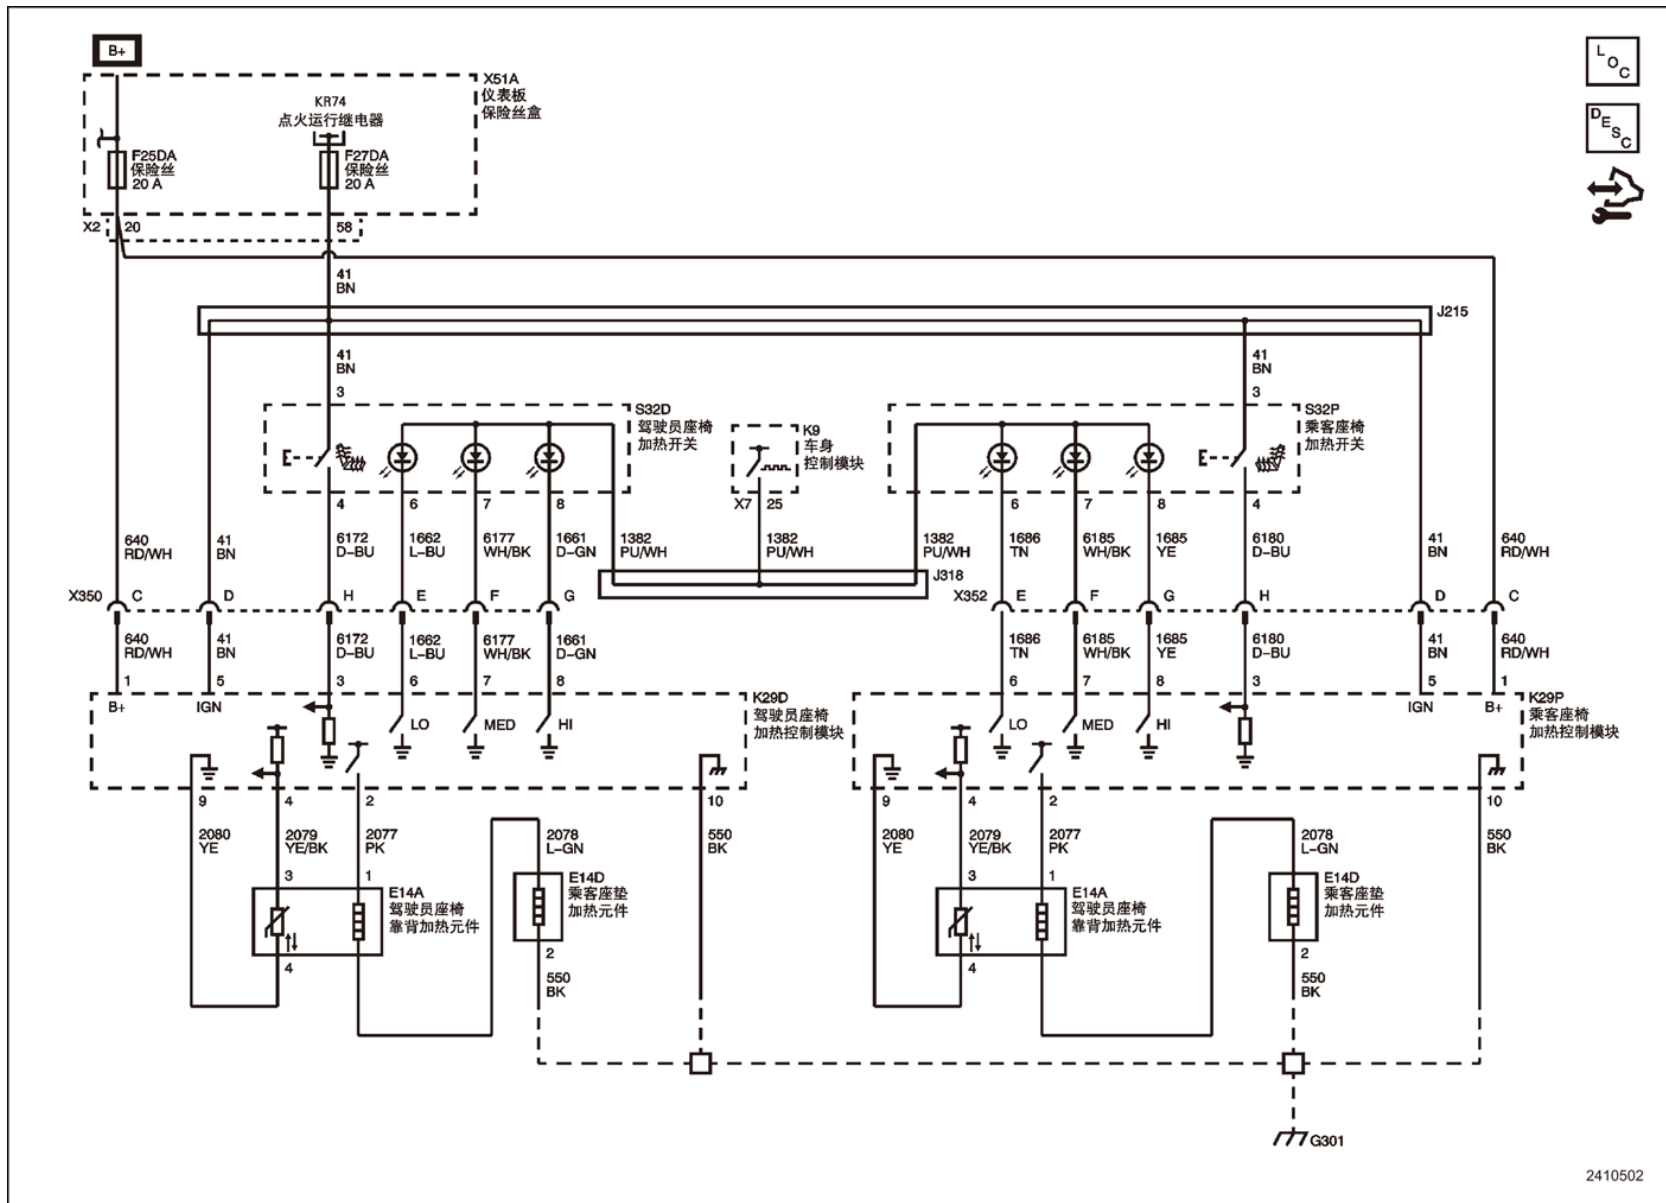 B+
X51A
仪表板
保险丝盒
KR74
点火运行继电器
F25DA
保险丝
20 A
F27DA
保险丝
20 A
LOC
DESC
X2 20 58
41
BN
J215
41
BN
41
BN
3 3
S32D
驾驶员座椅
加热开关
K9
车身
控制模块
S32P
乘客座椅
加热开关
4 6 7 8 X7 25 6 7 8 4
640
RD/WH
41
BN
6172
D-BU
1662
L-BU
6177
WH/BK
1661
D-GN
1382
PU/WH
1382
PU/WH
1382
PU/WH
1686
TN
6185
WH/BK
1685
YE
6180
D-BU
41
BN
640
RD/WH
J318
X350 C D H E F G X352 E F G H D C
640
RD/WH
41
BN
6172
D-BU
1662
L-BU
6177
WH/BK
1661
D-GN
1686
TN
6185
WH/BK
1685
YE
6180
D-BU
41
BN
640
RD/WH
1 5 3 6 7 8 6 7 8 3 5 1
B+ IGN LO MED HI
K29D
驾驶员座椅
加热控制模块
LO MED HI IGN B+
K29P
乘客座椅
加热控制模块
9 4 2 10 9 4 2 10
2080
YE
2079
YE/BK
2077
PK
2078
L-GN
550
BK
2080
YE
2079
YE/BK
2077
PK
2078
L-GN
550
BK
3 1 3 1
E14A
驾驶员座椅
靠背加热元件
E14D
乘客座垫
加热元件
E14A
驾驶员座椅
靠背加热元件
E14D
乘客座垫
加热元件
4 2 4 2
550
BK
550
BK
G301
2410502